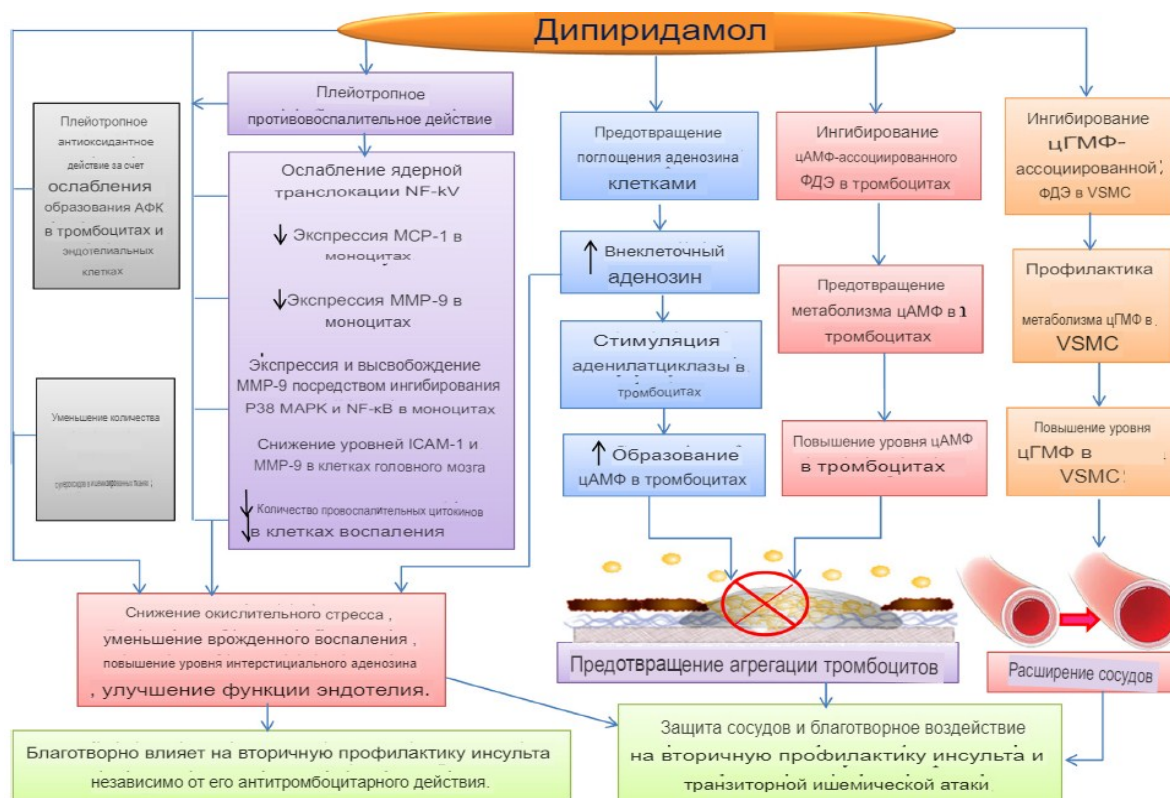 Дипиридамол
Плейотропное
антиоксидантное
действие за счет
ослабления
образования АФК
в тромбоцитах и
эндотелиальных
клетках
Уменьшение количества
Плейотропное
противовоспалительное действие
Ослабление ядерной
транслокации NF-kV
Экспрессия MCP-1 в
моноцитах
Экспрессия ММР-9 в
моноцитах
Экспрессия и высвобождение
ММР-9 посредством ингибирования
Р38 МАРК и NF-кВ в моноцитах
Снижение уровней ICAM-1 и
ММР-9 в клетках головного мозга
Количество провоспалительных цитокинов
в клетках воспаления
Предотвращение
поглощения аденозина
клетками
Внеклеточный
аденозин
Стимуляция
аденилатциклазы в
тромбоцитах
Образование
цАМФ в тромбоцитах
Ингибирование
цАМФ-ассоциированного
ФДЭ в тромбоцитах
Предотвращение
метаболизма цАМФ в
тромбоцитах
Повышение уровня цАМФ
в тромбоцитах
Ингибирование
цГМФ-
ассоциированной
ФДЭ в VSMC
Профилактика
метаболизма цГМФ в
VSMC
Повышение уровня
цГМФ в
VSMC
Снижение окислительного стресса ,
уменьшение врожденного воспаления ,
повышение уровня интерстициального аденозина
, улучшение функции эндотелия.
Предотвращение агрегации тромбоцитов
Расширение сосудов
Благотворно влияет на вторичную профилактику инсульта
независимо от его антитромбоцитарного действия.
Защита сосудов и благотворное воздействие
на вторичную профилактику инсульта и
транзиторной ишемической атаки